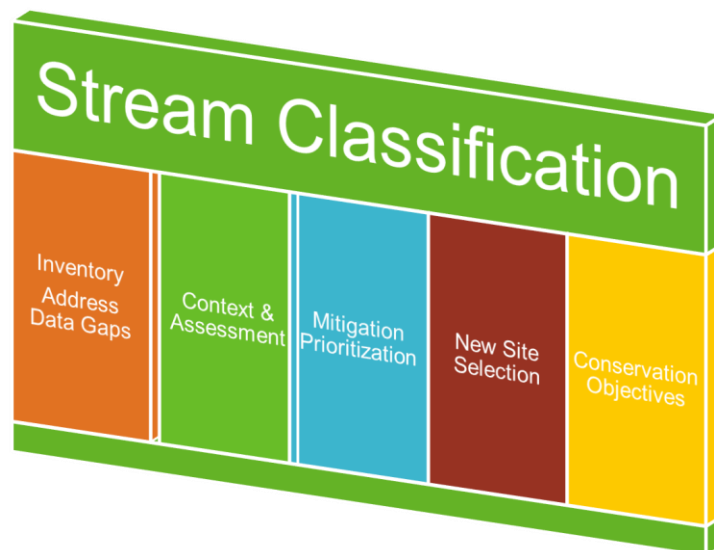 Stream Classification
Inventory
Address
Data Gaps
Context &
Assessment
Mitigation
Prioritization
New Site
Selection
Conservation
Objectives